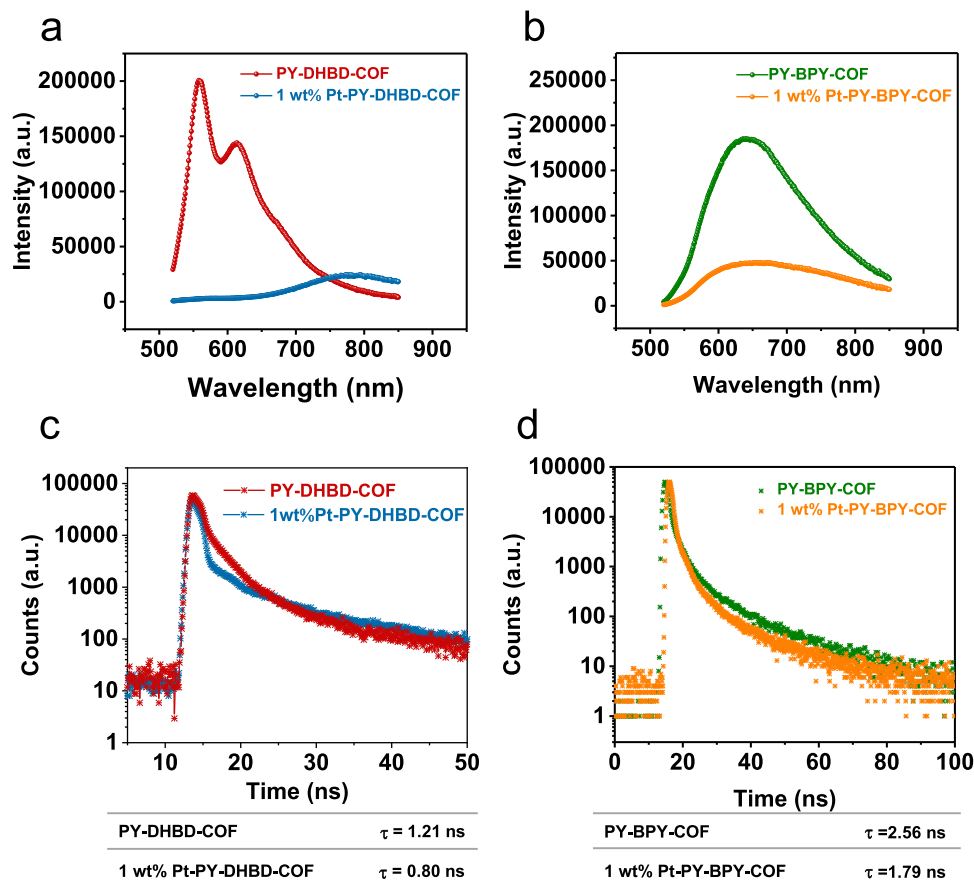 a
PY-DHBD-COF
1 wt% Pt-PY-DHBD-COF
Intensity (a.u.)
200000
150000
100000
50000
0
500 600 700 800 900
Wavelength (nm)
b
PY-BPY-COF
1 wt% Pt-PY-BPY-COF
Intensity (a.u.)
250000
200000
150000
100000
50000
0
500 600 700 800 900
Wavelength (nm)
c
PY-DHBD-COF
1wt%Pt-PY-DHBD-COF
Counts (a.u.)
100000
10000
1000
100
10
1
10 20 30 40 50
Time (ns)
PY-DHBD-COF τ = 1.21 ns
1 wt% Pt-PY-DHBD-COF τ = 0.80 ns
d
PY-BPY-COF
1 wt% Pt-PY-BPY-COF
Counts (a.u.)
100000
10000
1000
100
10
1
0 20 40 60 80 100
Time (ns)
PY-BPY-COF τ =2.56 ns
1 wt% Pt-PY-BPY-COF τ =1.79 ns